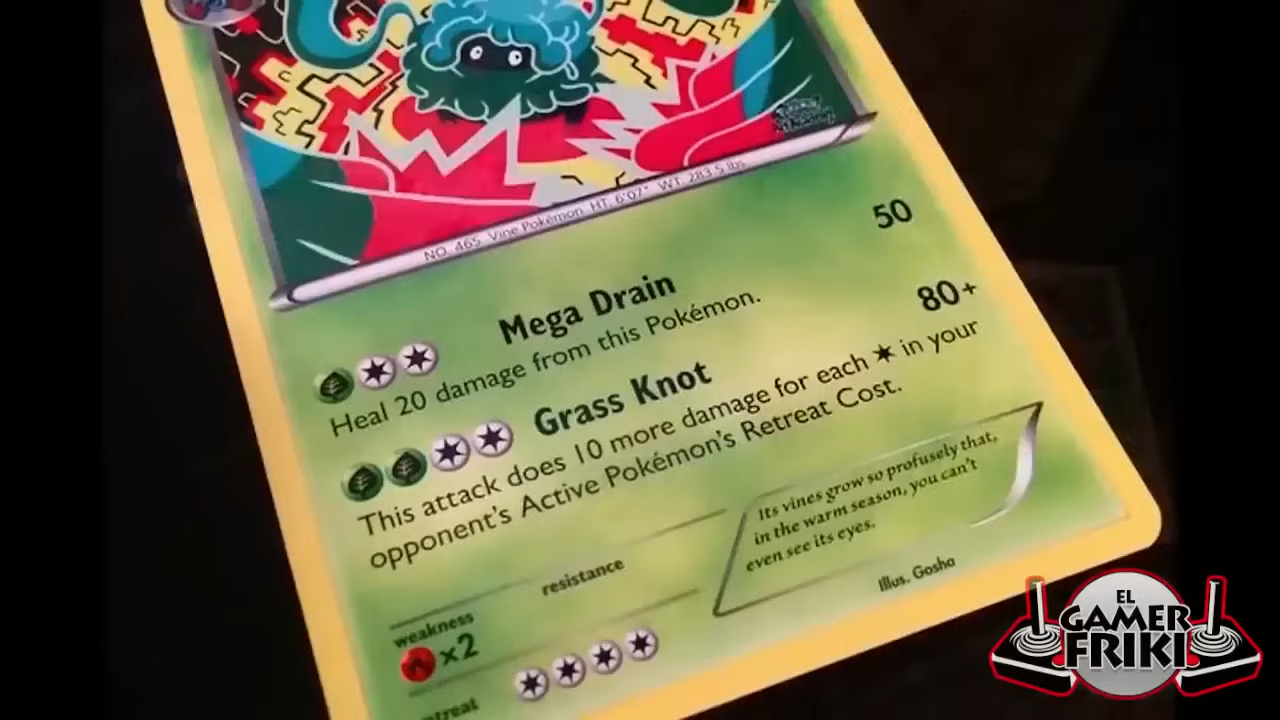 NO. 465 Vine Pokémon HT. 6'07" WT. 283.5 lbs
Mega Drain 50
Heal 20 damage from this Pokémon.
Grass Knot 80+
This attack does 10 more damage for each in your
opponent's Active Pokémon's Retreat Cost.
weakness
×2
resistance
retreat
Its vines grow so profusely that,
in the warm season, you can't
even see its eyes.
Illus. Gosha
EL
GAMER
FRIKI